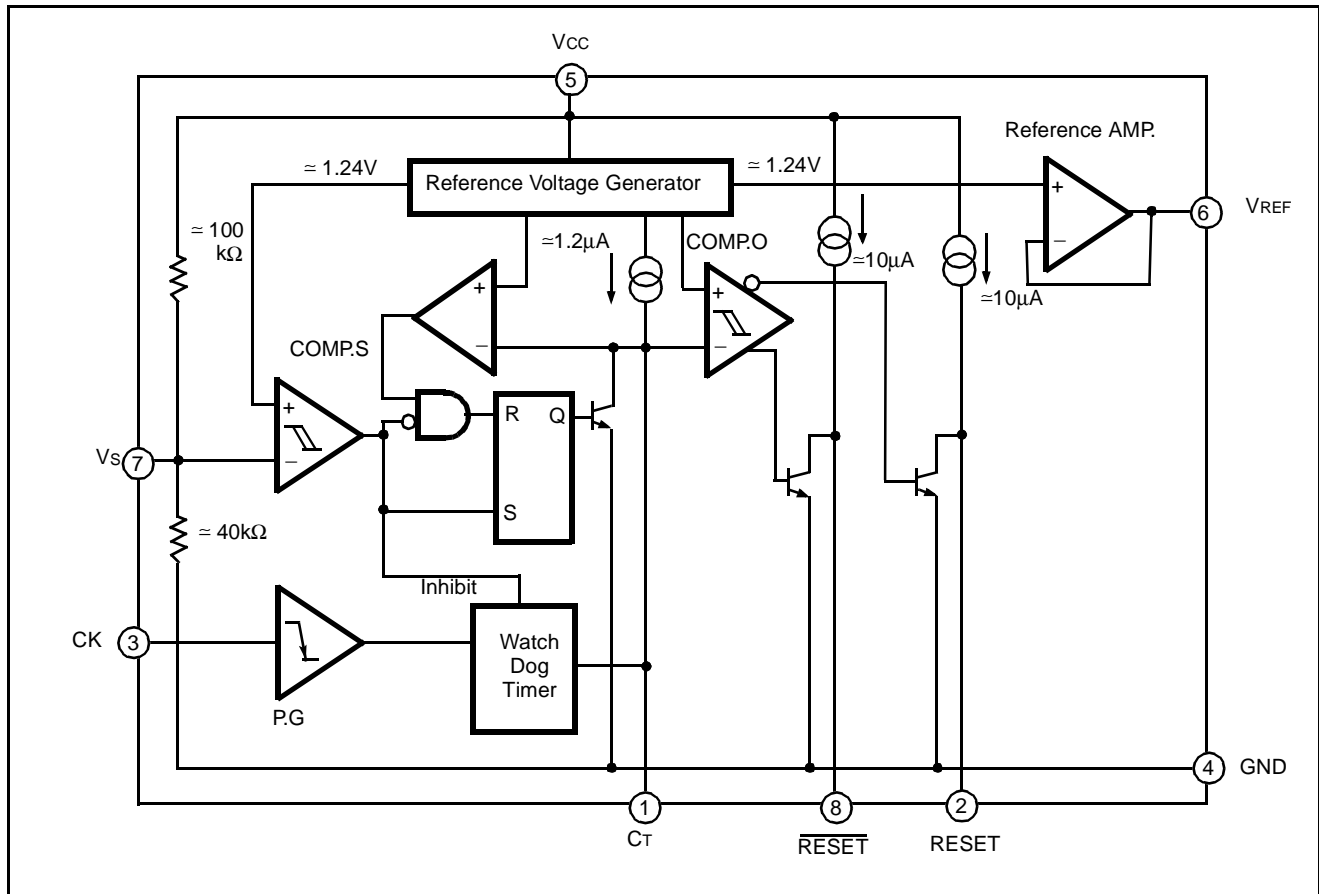 VCC
5
Reference AMP.
≃ 1.24V
Reference Voltage Generator
≃ 1.24V
+
−
6
VREF
≃ 100
kΩ
≃1.2μA
COMP.O
≃10μA
≃10μA
+
−
+
−
COMP.S
R
Q
S
+
−
VS
7
≃ 40kΩ
Inhibit
CK
3
Watch
Dog
Timer
P.G
4
GND
1
8
2
CT
RESET
RESET